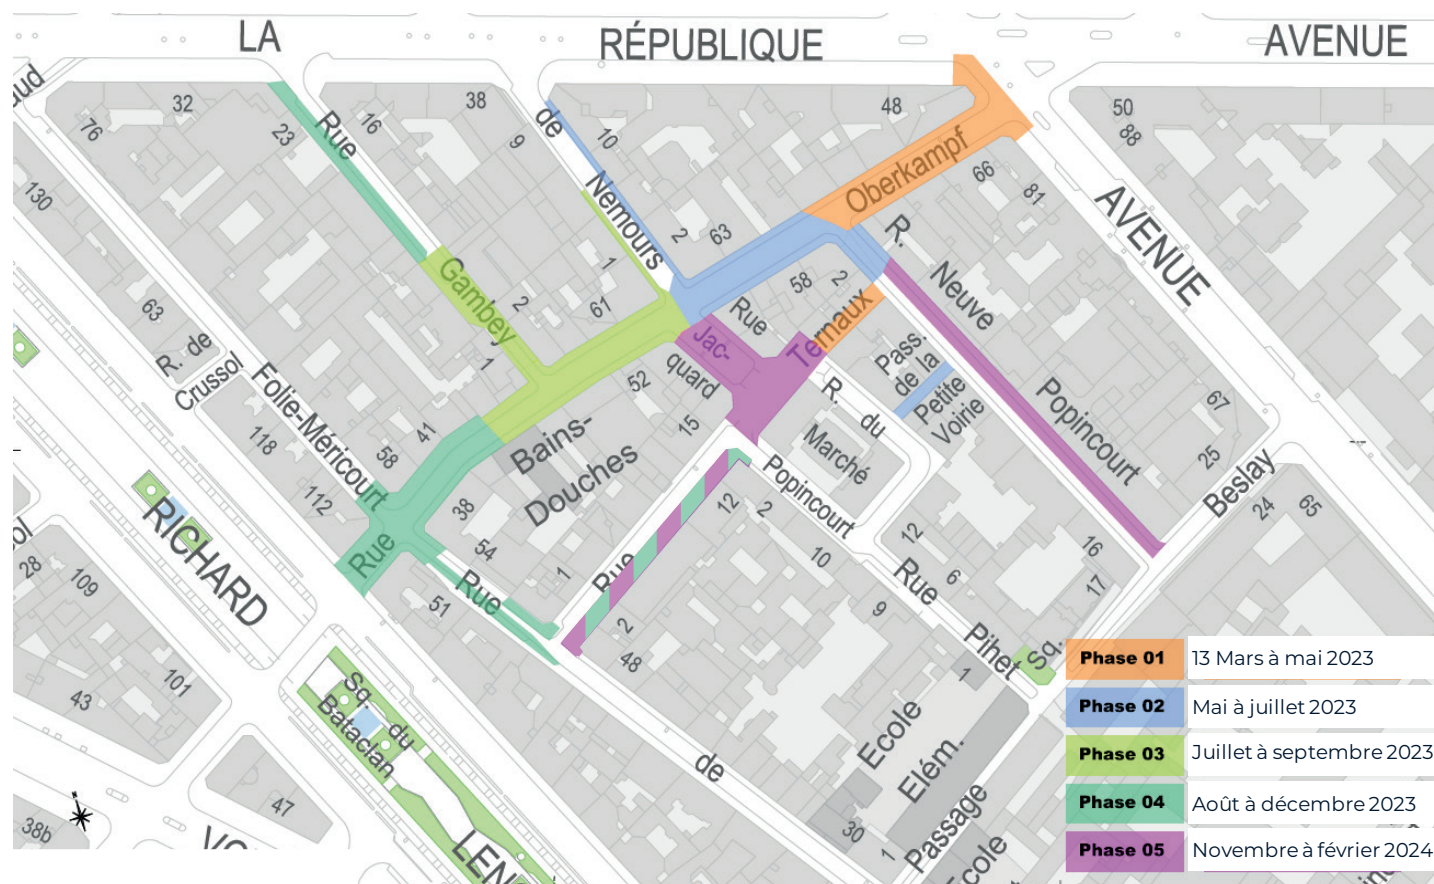 LA
RÉPUBLIQUE
AVENUE
aud
32
76
23
Rue
16
38
9
de
10
48
50
88
Oberkampf
66
81
AVENUE
130
Nemours
2
63
R.
Neuve
Popincourt
1
61
58
2
Rue
Ternaux
Gambey
2
1
63
R. de
Crussol
Folie-Méricourt
118
112
58
41
Jac-
quard
52
15
Bains-
Douches
Pass.
de la
Petite
Voirie
R.
du
Marché
67
25
Beslay
24
65
RICHARD
28
109
Rue
38
54
Rue
51
1
Rue
12
2
Popincourt
10
12
6
16
17
2
48
9
Rue
Pihet
Sq.
1
43
101
Sq. du
Bataclan
47
38b
de
Ecole
Elém.
30
1
Passage
LEN
Phase 01 13 Mars à mai 2023
Phase 02 Mai à juillet 2023
Phase 03 Juillet à septembre 2023
Phase 04 Août à décembre 2023
Phase 05 Novembre à février 2024